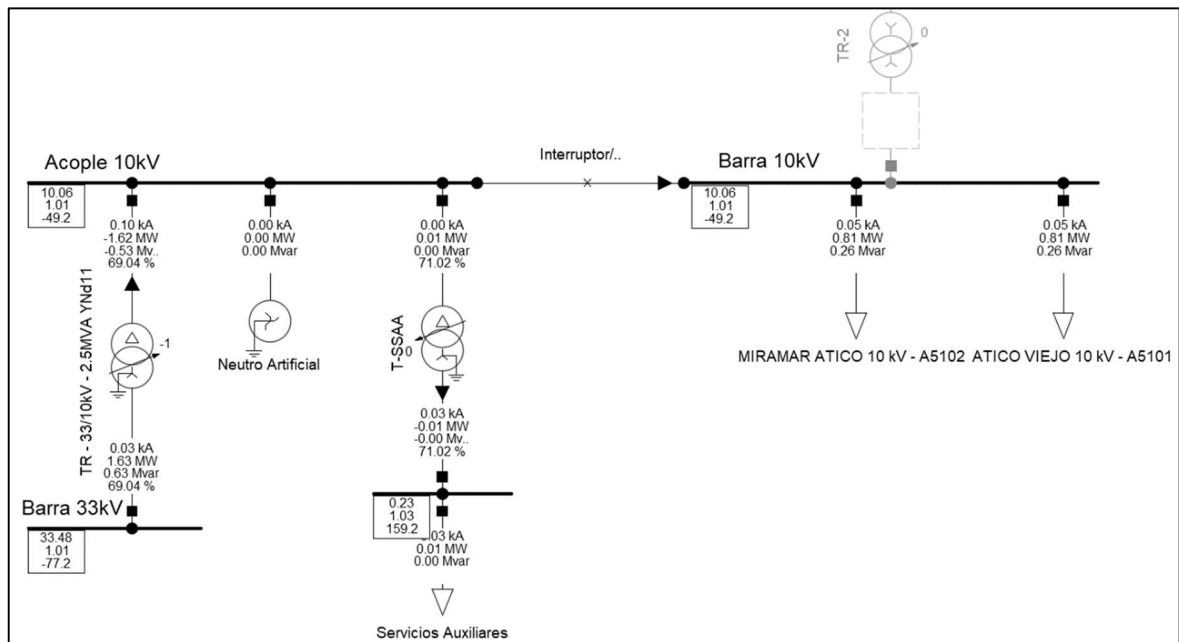 TR-2
0
Acople 10kV
Interruptor/..
Barra 10kV
10.06
1.01
-49.2
10.06
1.01
-49.2
0.10 kA
-1.62 MW
-0.53 Mv..
69.04 %
0.00 kA
0.00 MW
0.00 Mvar
0.00 kA
0.01 MW
0.00 Mvar
71.02 %
0.05 kA
0.81 MW
0.26 Mvar
0.05 kA
0.81 MW
0.26 Mvar
TR - 33/10kV - 2.5MVA YNd11
-1
Neutro Artificial
T-SSAA
0
MIRAMAR ATICO 10 kV - A5102
ATICO VIEJO 10 kV - A5101
0.03 kA
1.63 MW
0.63 Mvar
69.04 %
0.03 kA
-0.01 MW
-0.00 Mv..
71.02 %
Barra 33kV
33.48
1.01
-77.2
0.23
1.03
159.2
0.03 kA
0.01 MW
0.00 Mvar
Servicios Auxiliares